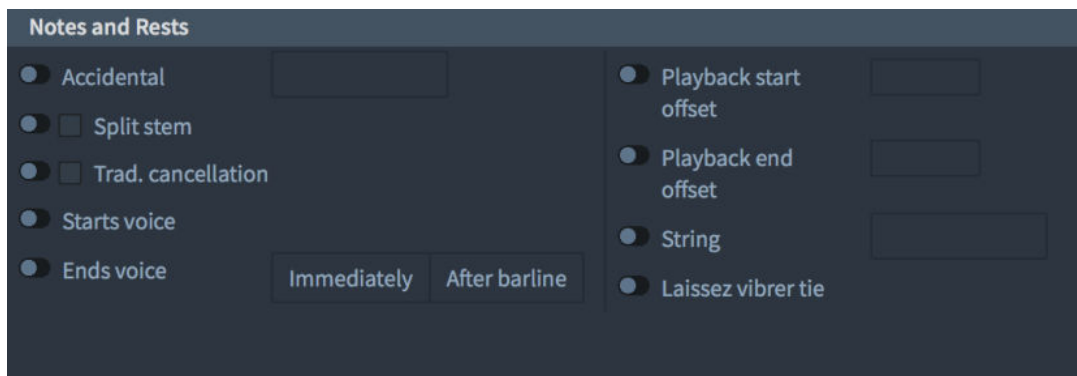 Notes and Rests
Accidental
Split stem
Trad. cancellation
Starts voice
Ends voice
Immediately
After barline
Playback start
offset
Playback end
offset
String
Laissez vibrer tie